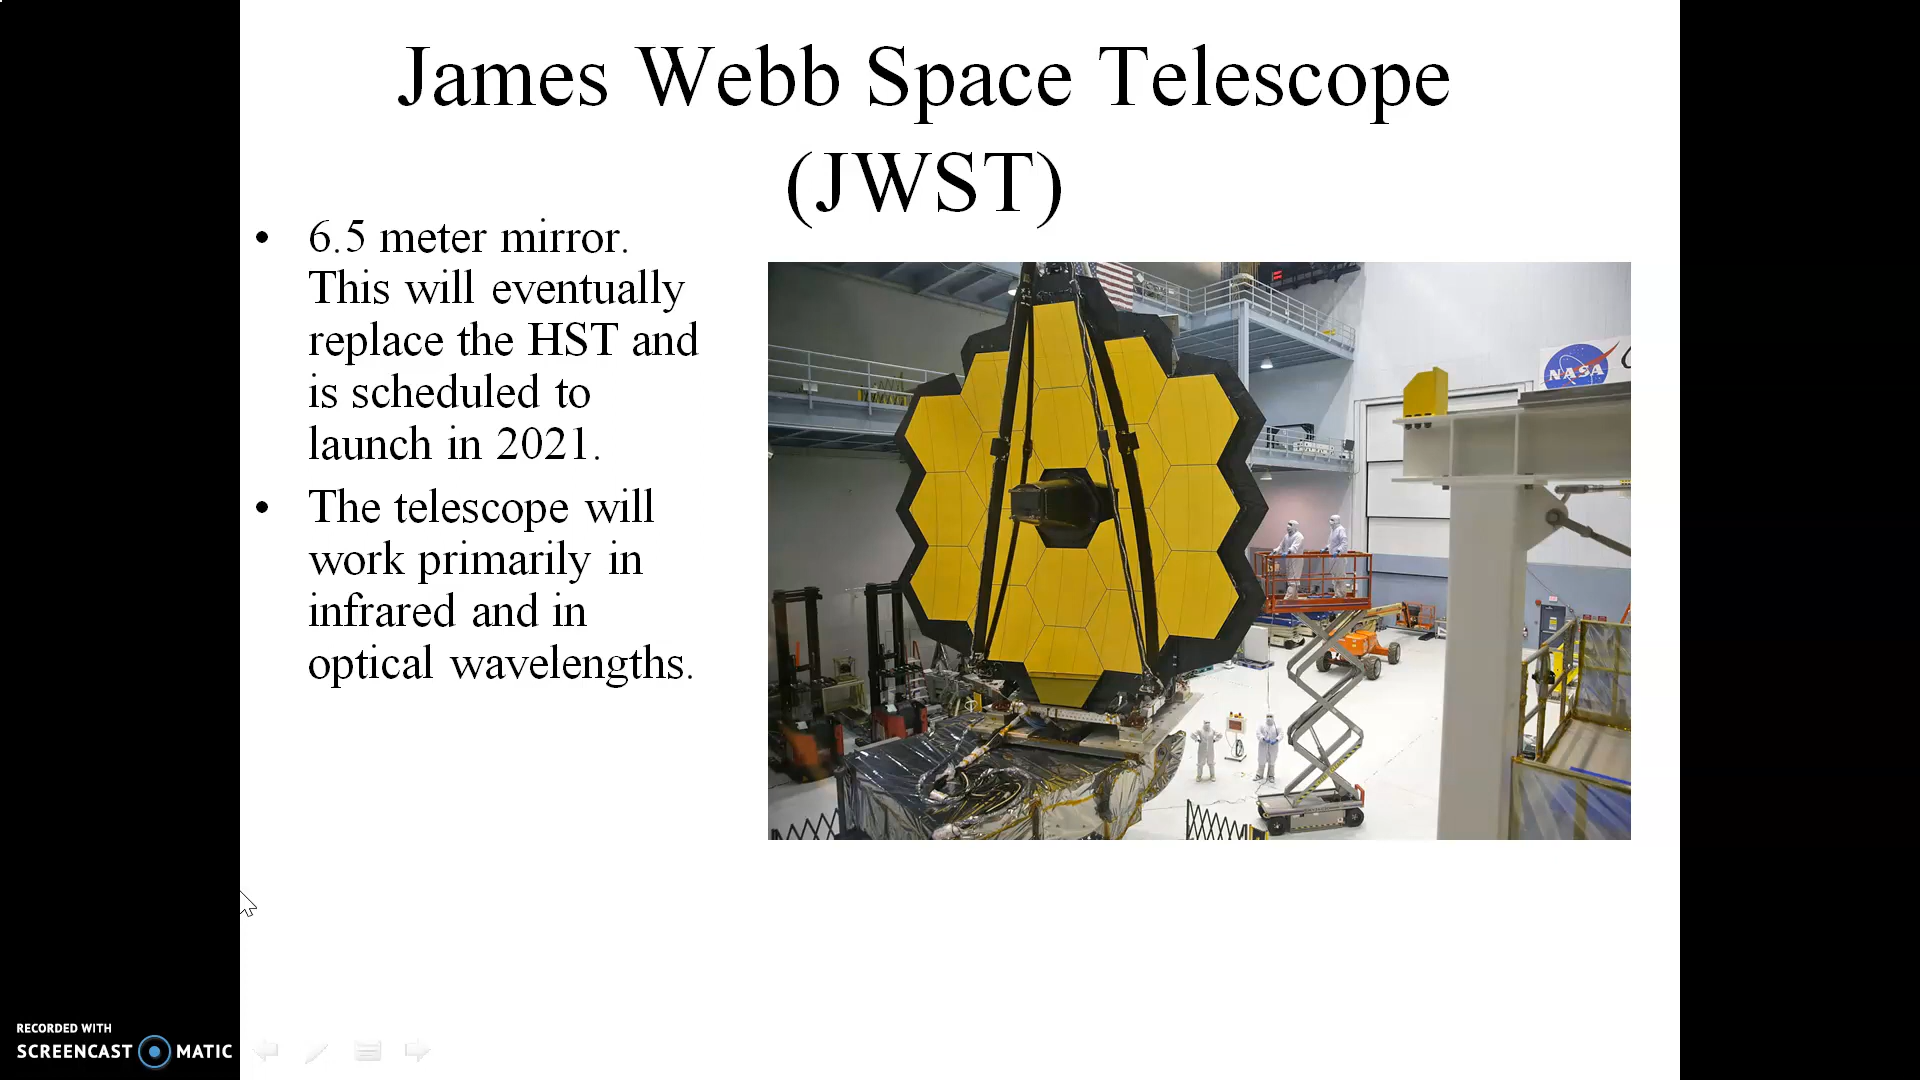 James Webb Space Telescope
(JWST)
• 6.5 meter mirror.
This will eventually
replace the HST and
is scheduled to
launch in 2021.
• The telescope will
work primarily in
infrared and in
optical wavelengths.
NASA
RECORDED WITH
SCREENCAST MATIC